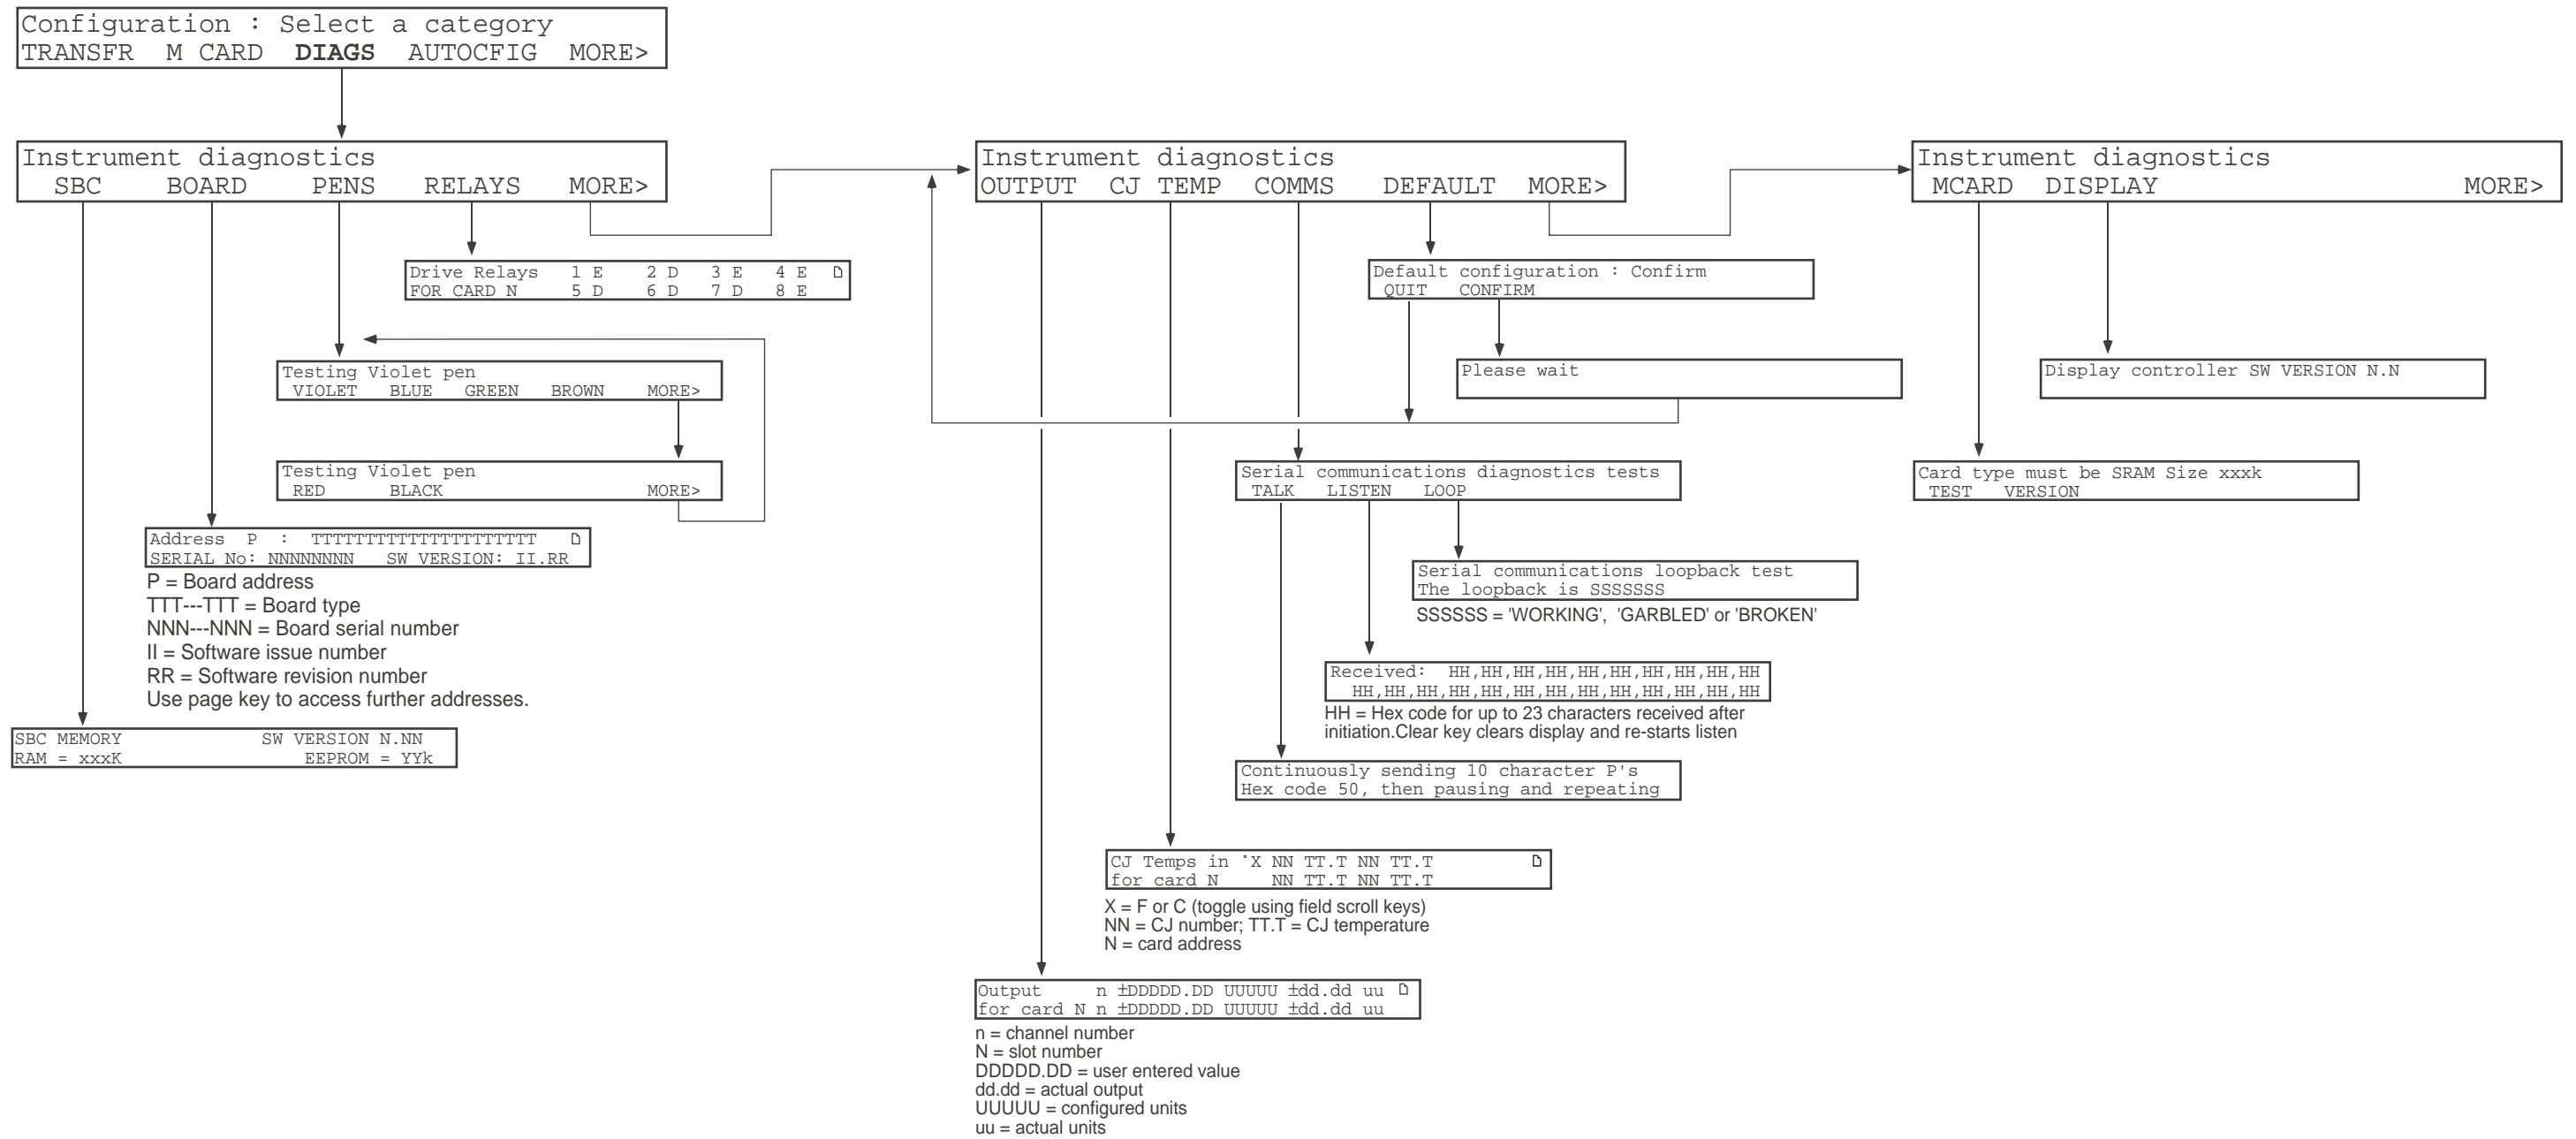 Configuration : Select a category
TRANSFR M CARD DIAGS AUTOCFIG MORE>
Instrument diagnostics
SBC BOARD PENS RELAYS MORE>
Drive Relays 1 E 2 D 3 E 4 E
FOR CARD N 5 D 6 D 7 D 8 E
Testing Violet pen
VIOLET BLUE GREEN BROWN MORE>
Testing Violet pen
RED BLACK MORE>
Address P : TTTTTTTTTTTTTTTTTTTTT
SERIAL No: NNNNNNNN SW VERSION: II.RR
P = Board address
TTT---TTT = Board type
NNN---NNN = Board serial number
II = Software issue number
RR = Software revision number
Use page key to access further addresses.
SBC MEMORY SW VERSION N.NN
RAM = xxxK EEPROM = YYk
Instrument diagnostics
OUTPUT CJ TEMP COMMS DEFAULT MORE>
Default configuration : Confirm
QUIT CONFIRM
Please wait
Serial communications diagnostics tests
TALK LISTEN LOOP
Serial communications loopback test
The loopback is SSSSSSS
SSSSSS = 'WORKING', 'GARBLED' or 'BROKEN'
Received: HH,HH,HH,HH,HH,HH,HH,HH,HH,HH
HH,HH,HH,HH,HH,HH,HH,HH,HH,HH,HH,HH,HH
HH = Hex code for up to 23 characters received after
initiation.Clear key clears display and re-starts listen
Continuously sending 10 character P's
Hex code 50, then pausing and repeating
CJ Temps in °X NN TT.T NN TT.T
for card N NN TT.T NN TT.T
X = F or C (toggle using field scroll keys)
NN = CJ number; TT.T = CJ temperature
N = card address
Output n ±DDDDD.DD UUUUU ±dd.dd uu
for card N n ±DDDDD.DD UUUUU ±dd.dd uu
n = channel number
N = slot number
DDDDD.DD = user entered value
dd.dd = actual output
UUUUU = configured units
uu = actual units
Instrument diagnostics
MCARD DISPLAY MORE>
Display controller SW VERSION N.N
Card type must be SRAM Size xxxk
TEST VERSION